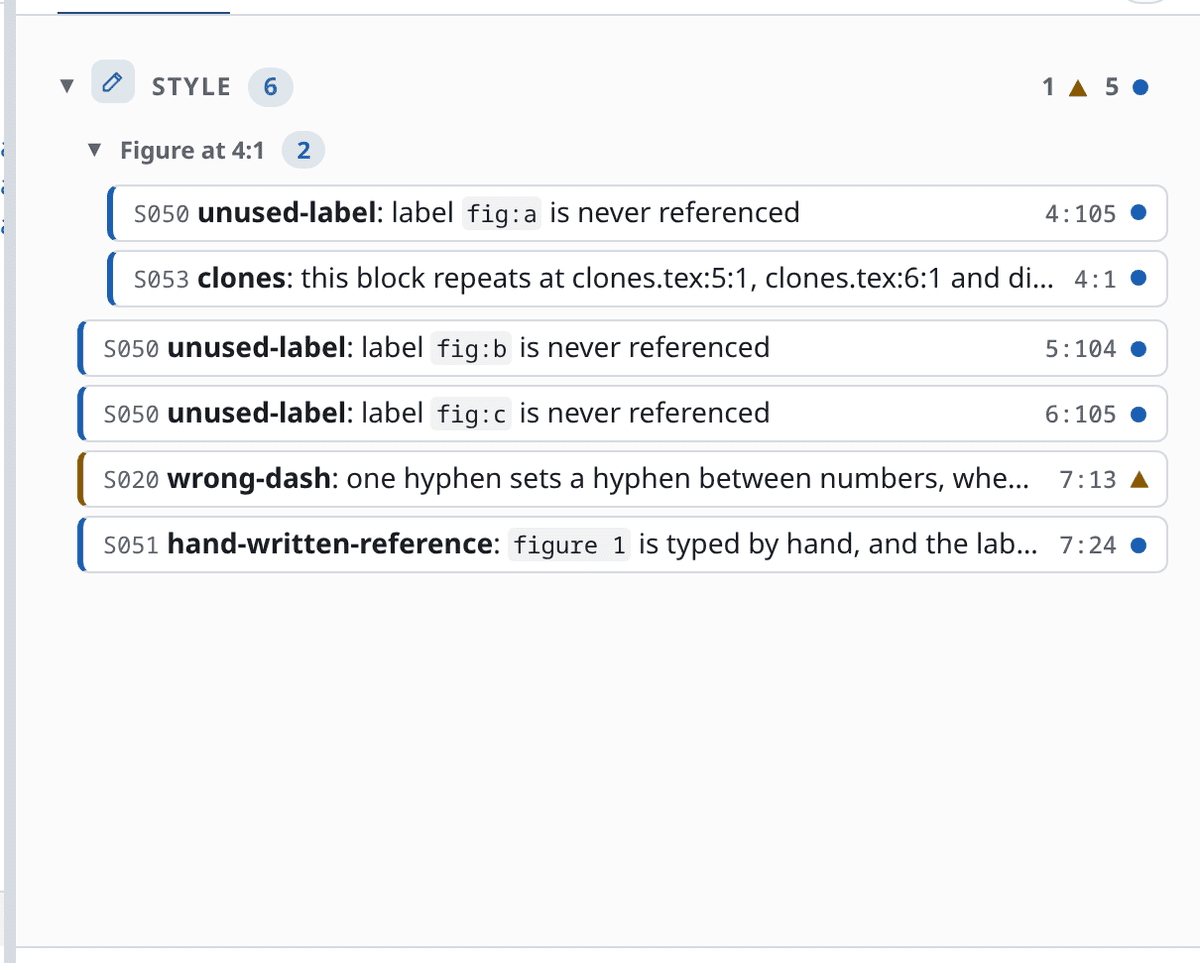 STYLE 6 1 5
Figure at 4:1 2
S050 unused-label: label fig:a is never referenced 4:105
S053 clones: this block repeats at clones.tex:5:1, clones.tex:6:1 and di... 4:1
S050 unused-label: label fig:b is never referenced 5:104
S050 unused-label: label fig:c is never referenced 6:105
S020 wrong-dash: one hyphen sets a hyphen between numbers, whe... 7:13
S051 hand-written-reference: figure 1 is typed by hand, and the lab... 7:24